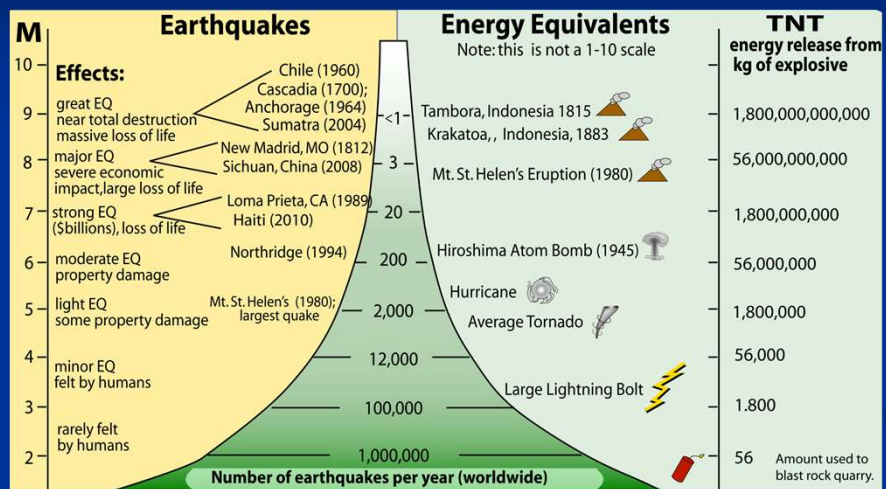 M
Earthquakes
Energy Equivalents
Note: this is not a 1-10 scale
TNT
energy release from
kg of explosive
10
Effects:
Chile (1960)
Cascadia (1700);
Anchorage (1964)
Sumatra (2004)
9
great EQ
near total destruction
massive loss of life
<1
Tambora, Indonesia 1815
Krakatoa,, Indonesia, 1883
1,800,000,000,000
New Madrid, MO (1812)
Sichuan, China (2008)
8
major EQ
severe economic
impact,large loss of life
3
Mt. St. Helen's Eruption (1980)
56,000,000,000
Loma Prieta, CA (1989)
Haiti (2010)
7
strong EQ
($billions), loss of life
20
1,800,000,000
Northridge (1994)
6
moderate EQ
property damage
200
Hiroshima Atom Bomb (1945)
56,000,000
Hurricane
5
light EQ
some property damage
Mt. St. Helen's (1980);
largest quake
2,000
Average Tornado
1,800,000
4
minor EQ
felt by humans
12,000
56,000
Large Lightning Bolt
3
100,000
1.800
rarely felt
by humans
2
1,000,000
56
Amount used to
blast rock quarry.
Number of earthquakes per year (worldwide)